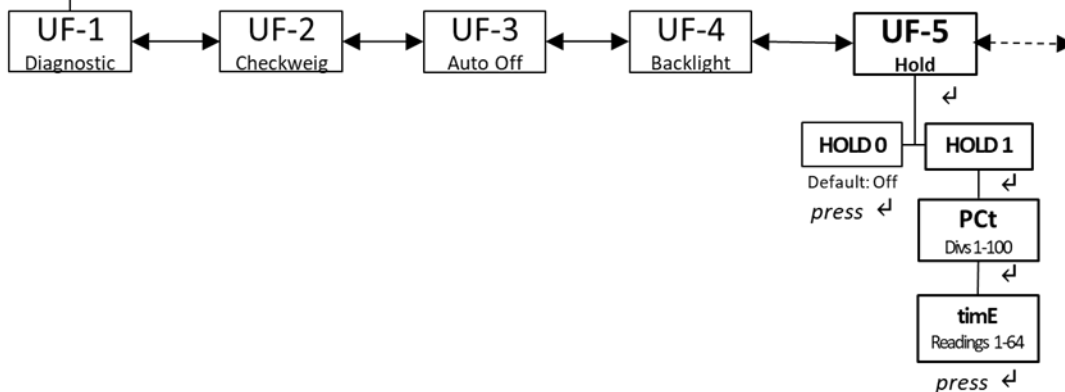 UF-1
Diagnostic
UF-2
Checkweig
UF-3
Auto Off
UF-4
Backlight
UF-5
Hold
↵
HOLD 0
Default: Off
press ↵
HOLD 1
↵
PCt
Divs 1-100
↵
timE
Readings 1-64
press ↵